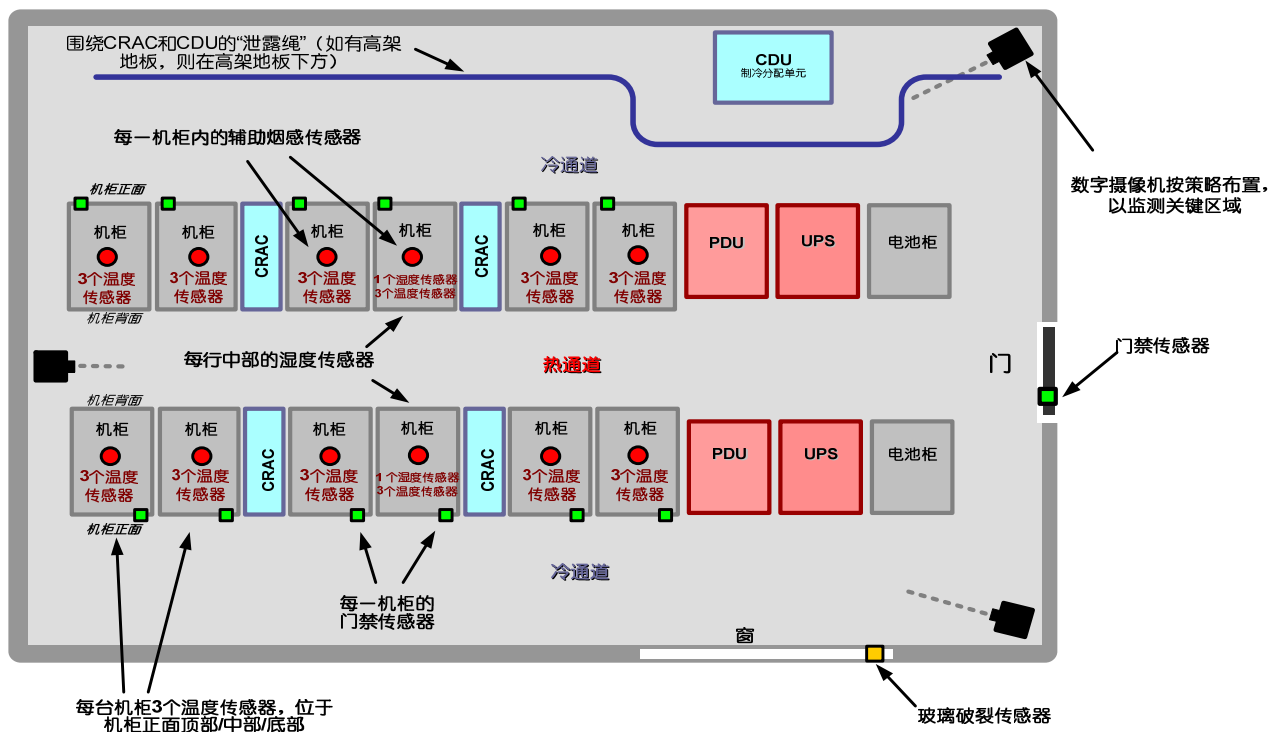 围绕CRAC和CDU的“泄露绳”（如有高架
地板，则在高架地板下方）
CDU
制冷分配单元
每一机柜内的辅助烟感传感器
冷通道
数字摄像机按策略布置，
以监测关键区域
机柜正面
机柜
3个温度
传感器
机柜
3个温度
传感器
CRAC
机柜
3个温度
传感器
机柜
1个湿度传感器
3个温度传感器
CRAC
机柜
3个温度
传感器
机柜
3个温度
传感器
PDU
UPS
电池柜
机柜背面
每行中部的湿度传感器
热通道
门
门禁传感器
机柜背面
机柜
3个温度
传感器
机柜
3个温度
传感器
CRAC
机柜
3个温度
传感器
机柜
1个湿度传感器
3个温度传感器
CRAC
机柜
3个温度
传感器
机柜
3个温度
传感器
PDU
UPS
电池柜
机柜正面
冷通道
每一机柜的
门禁传感器
窗
每台机柜3个温度传感器，位于
机柜正面顶部/中部/底部
玻璃破裂传感器